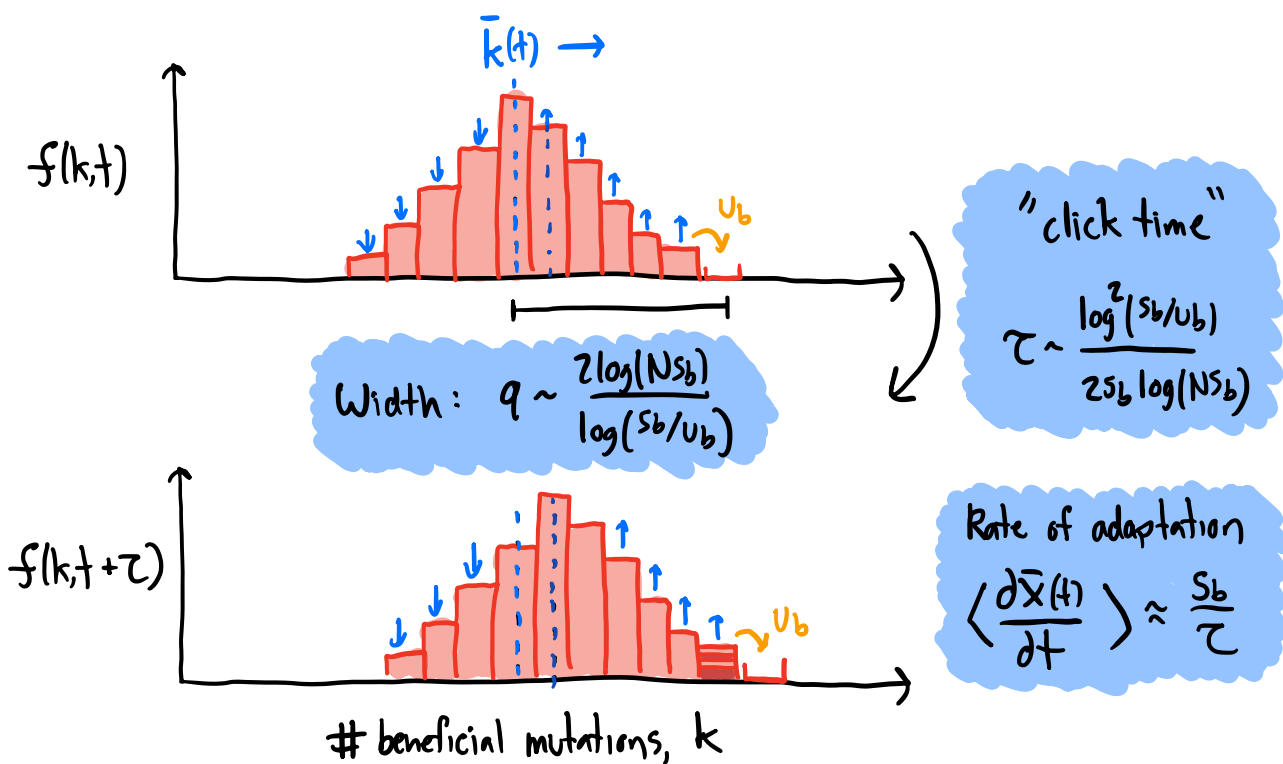 k̄(t) →
f(k,t)
U_b
"click time"
τ ~ log²(s_b/U_b) / 2s_b log(Ns_b)
Width: q ~ 2log(Ns_b) / log(s_b/U_b)
Rate of adaptation
⟨ ∂x̄(t) / ∂t ⟩ ≈ s_b / τ
f(k,t+τ)
U_b
# beneficial mutations, k